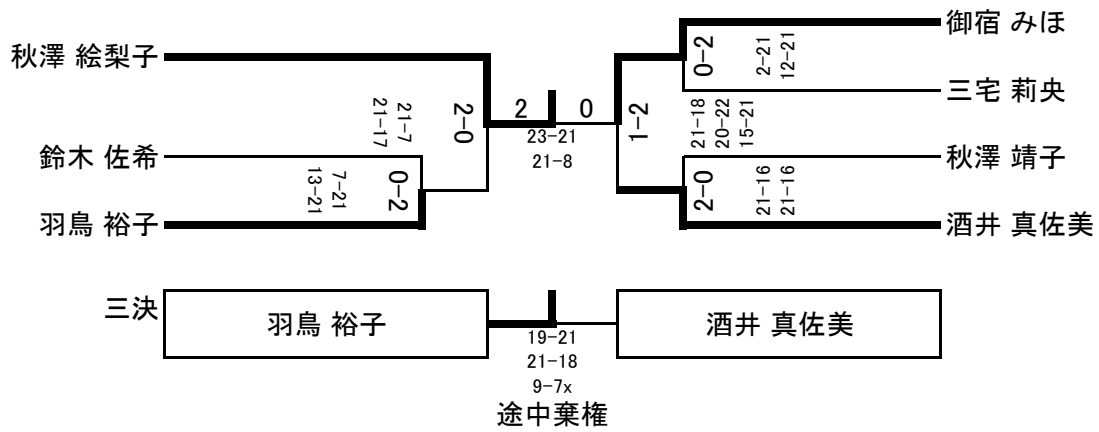 秋澤 絵梨子
鈴木 佐希
羽鳥 裕子
2-0
21-7
21-17
0-2
7-21
13-21
2 0
23-21
21-8
御宿 みほ
三宅 莉央
秋澤 靖子
酒井 真佐美
0-2
2-21
12-21
1-2
21-18
20-22
15-21
2-0
21-16
21-16
三決
羽鳥 裕子
酒井 真佐美
19-21
21-18
9-7x
途中棄権